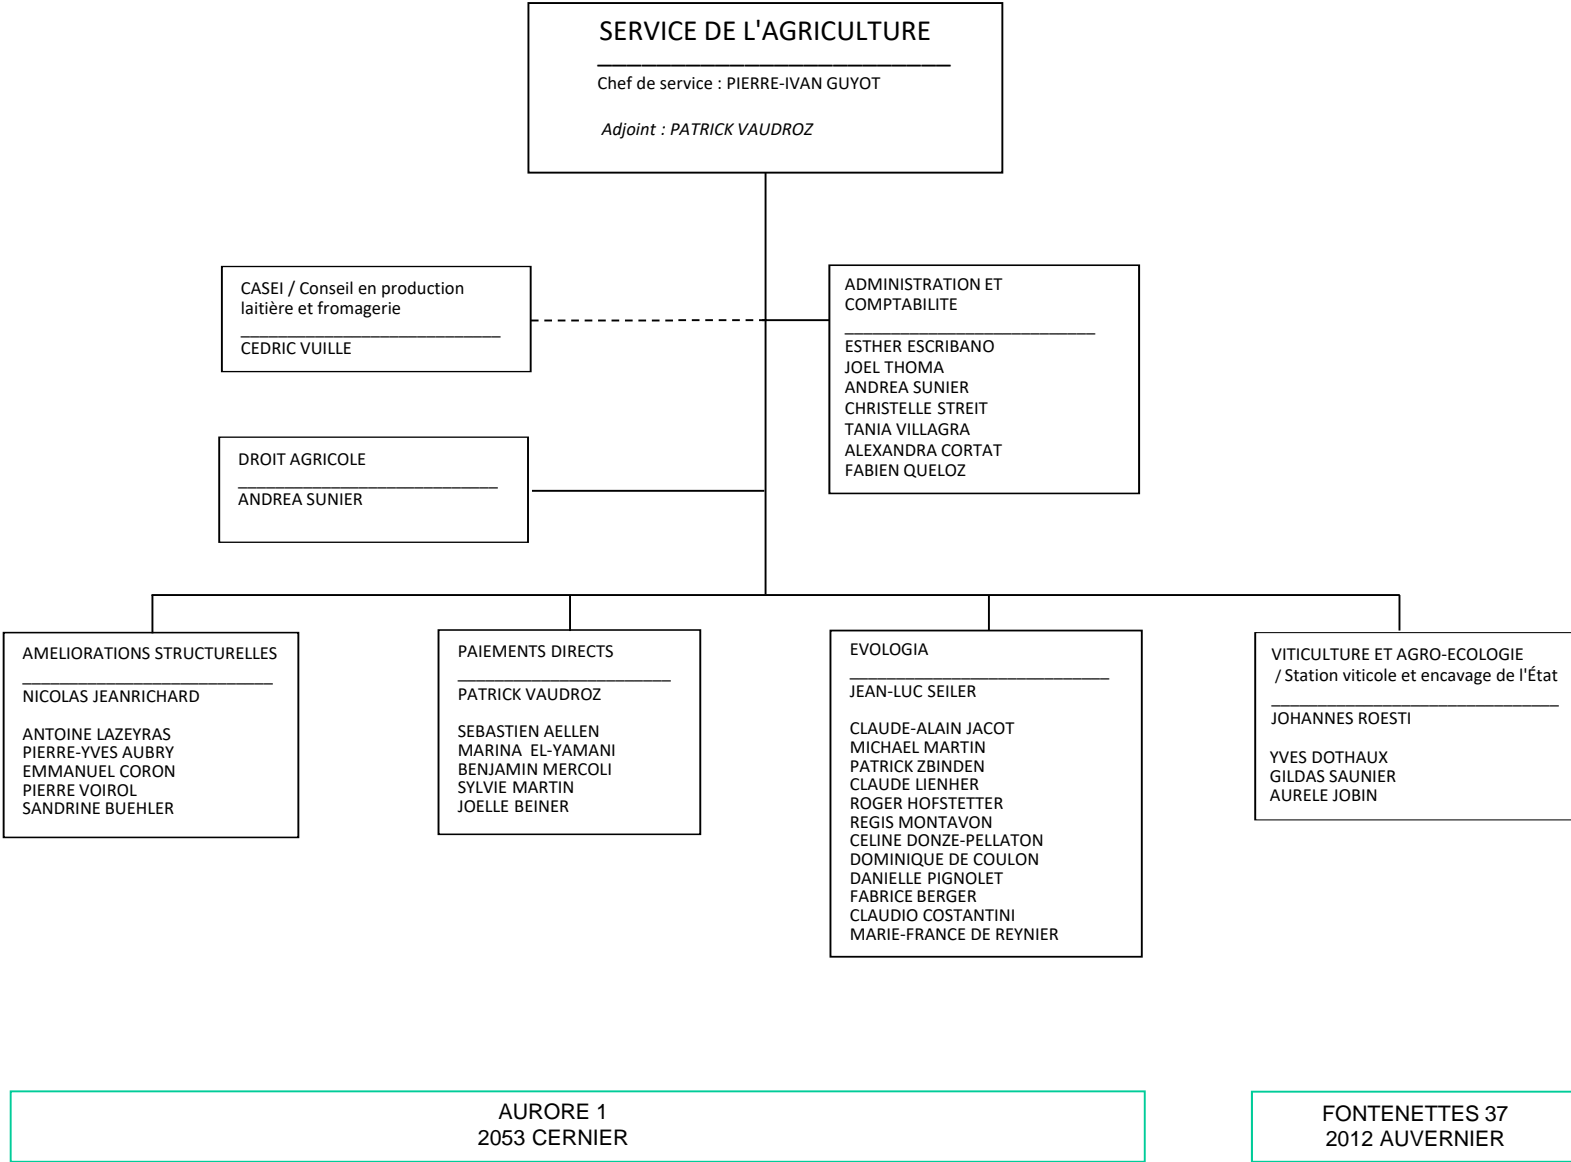 SERVICE DE L'AGRICULTURE
Chef de service : PIERRE-IVAN GUYOT
Adjoint : PATRICK VAUDROZ
CASEI / Conseil en production
laitière et fromagerie
CEDRIC VUILLE
ADMINISTRATION ET
COMPTABILITE
ESTHER ESCRIBANO
JOEL THOMA
ANDREA SUNIER
CHRISTELLE STREIT
TANIA VILLAGRA
ALEXANDRA CORTAT
FABIEN QUELOZ
DROIT AGRICOLE
ANDREA SUNIER
AMELIORATIONS STRUCTURELLES
NICOLAS JEANRICHARD
ANTOINE LAZEYRAS
PIERRE-YVES AUBRY
EMMANUEL CORON
PIERRE VOIROL
SANDRINE BUEHLER
PAIEMENTS DIRECTS
PATRICK VAUDROZ
SEBASTIEN AELLEN
MARINA EL-YAMANI
BENJAMIN MERCOLI
SYLVIE MARTIN
JOELLE BEINER
EVOLOGIA
JEAN-LUC SEILER
CLAUDE-ALAIN JACOT
MICHAEL MARTIN
PATRICK ZBINDEN
CLAUDE LIENHER
ROGER HOFSTETTER
REGIS MONTAVON
CELINE DONZE-PELLATON
DOMINIQUE DE COULON
DANIELLE PIGNOLET
FABRICE BERGER
CLAUDIO COSTANTINI
MARIE-FRANCE DE REYNIER
VITICULTURE ET AGRO-ECOLOGIE
/ Station viticole et encavage de l'État
JOHANNES ROESTI
YVES DOTHAUX
GILDAS SAUNIER
AURELE JOBIN
AURORE 1
2053 CERNIER
FONTENETTES 37
2012 AUVERNIER